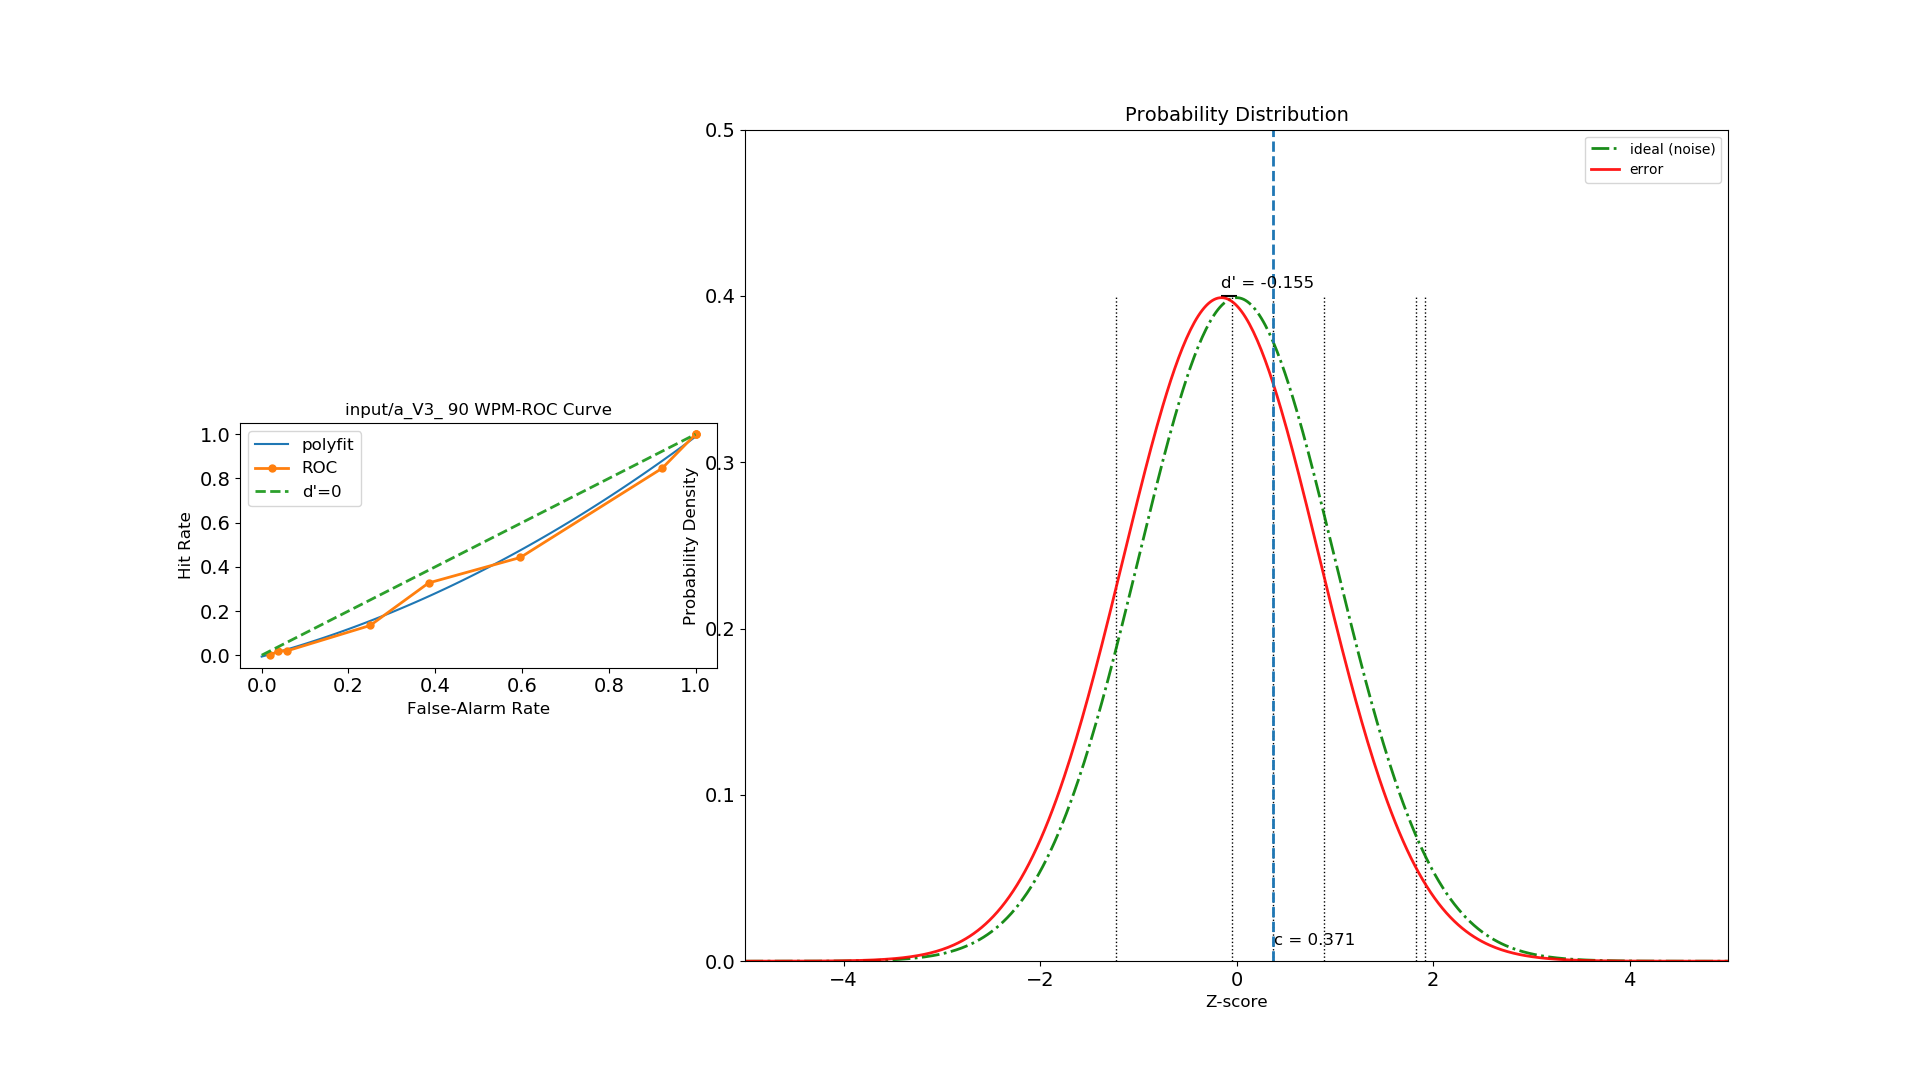 input/a_V3_ 90 WPM-ROC Curve
polyfit
ROC
d'=0
Hit Rate
1.0
0.8
0.6
0.4
0.2
0.0
0.0 0.2 0.4 0.6 0.8 1.0
False-Alarm Rate
Probability Distribution
ideal (noise)
error
Probability Density
0.5
0.4
0.3
0.2
0.1
0.0
d' = -0.155
c = 0.371
−4 −2 0 2 4
Z-score